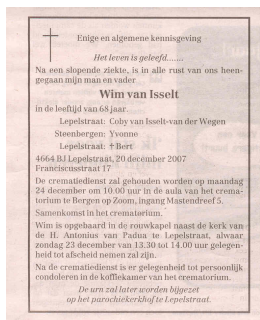 Enige en algemene kennisgeving
Het leven is geleefd.......
Na een slopende ziekte, is in alle rust van ons heen-
gegaan mijn man en vader
Wim van Isselt
in de leeftijd van 68 jaar.
Lepelstraat: Coby van Isselt-van der Wegen
Steenbergen: Yvonne
Lepelstraat: † Bert
4664 BJ Lepelstraat, 20 december 2007
Franciscusstraat 17
De crematiedienst zal gehouden worden op maandag
24 december om 10.00 uur in de aula van het crema-
torium te Bergen op Zoom, ingang Mastendreef 5.
Samenkomst in het crematorium.
Wim is opgebaard in de rouwkapel naast de kerk van
de H. Antonius van Padua te Lepelstraat, alwaar
zondag 23 december van 13.30 tot 14.00 uur gelegen-
heid tot afscheid nemen zal zijn.
Na de crematiedienst is er gelegenheid tot persoonlijk
condoleren in de koffiekamer van het crematorium.
De urn zal later worden bijgezet
op het parochiekerkhof te Lepelstraat.